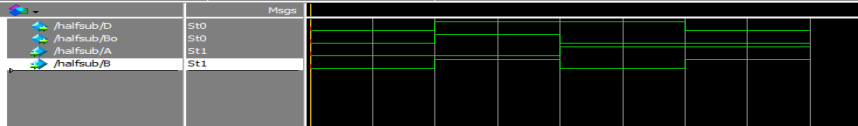 Msgs
/halfsub/D St0
/halfsub/Bo St0
/halfsub/A St1
/halfsub/B St1